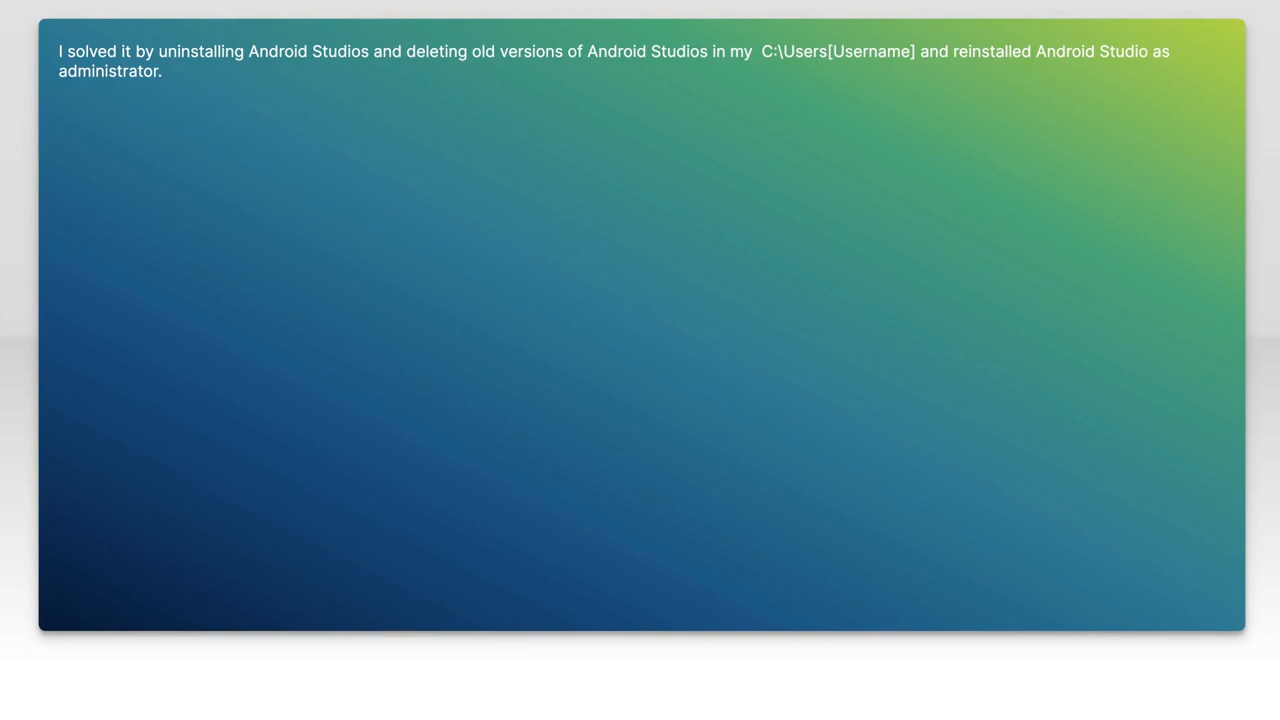 I solved it by uninstalling Android Studios and deleting old versions of Android Studios in my  C:\Users[Username] and reinstalled Android Studio as
administrator.